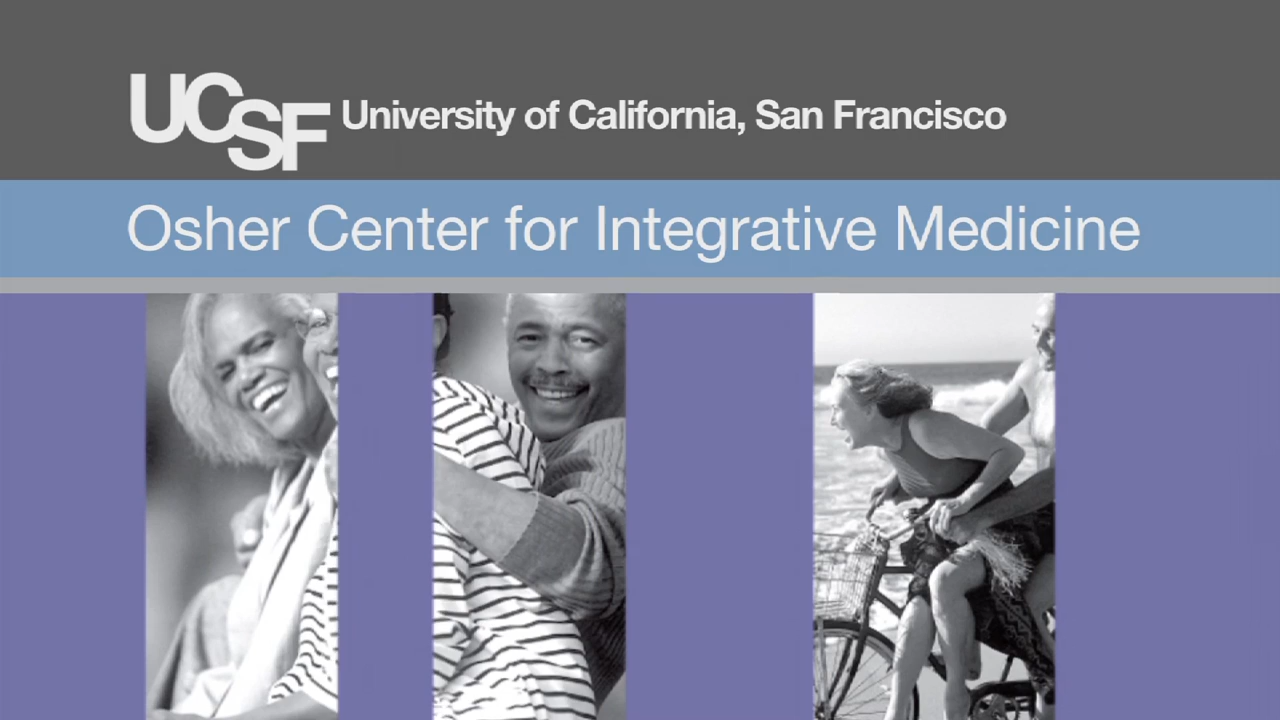 UCSF University of California, San Francisco
Osher Center for Integrative Medicine